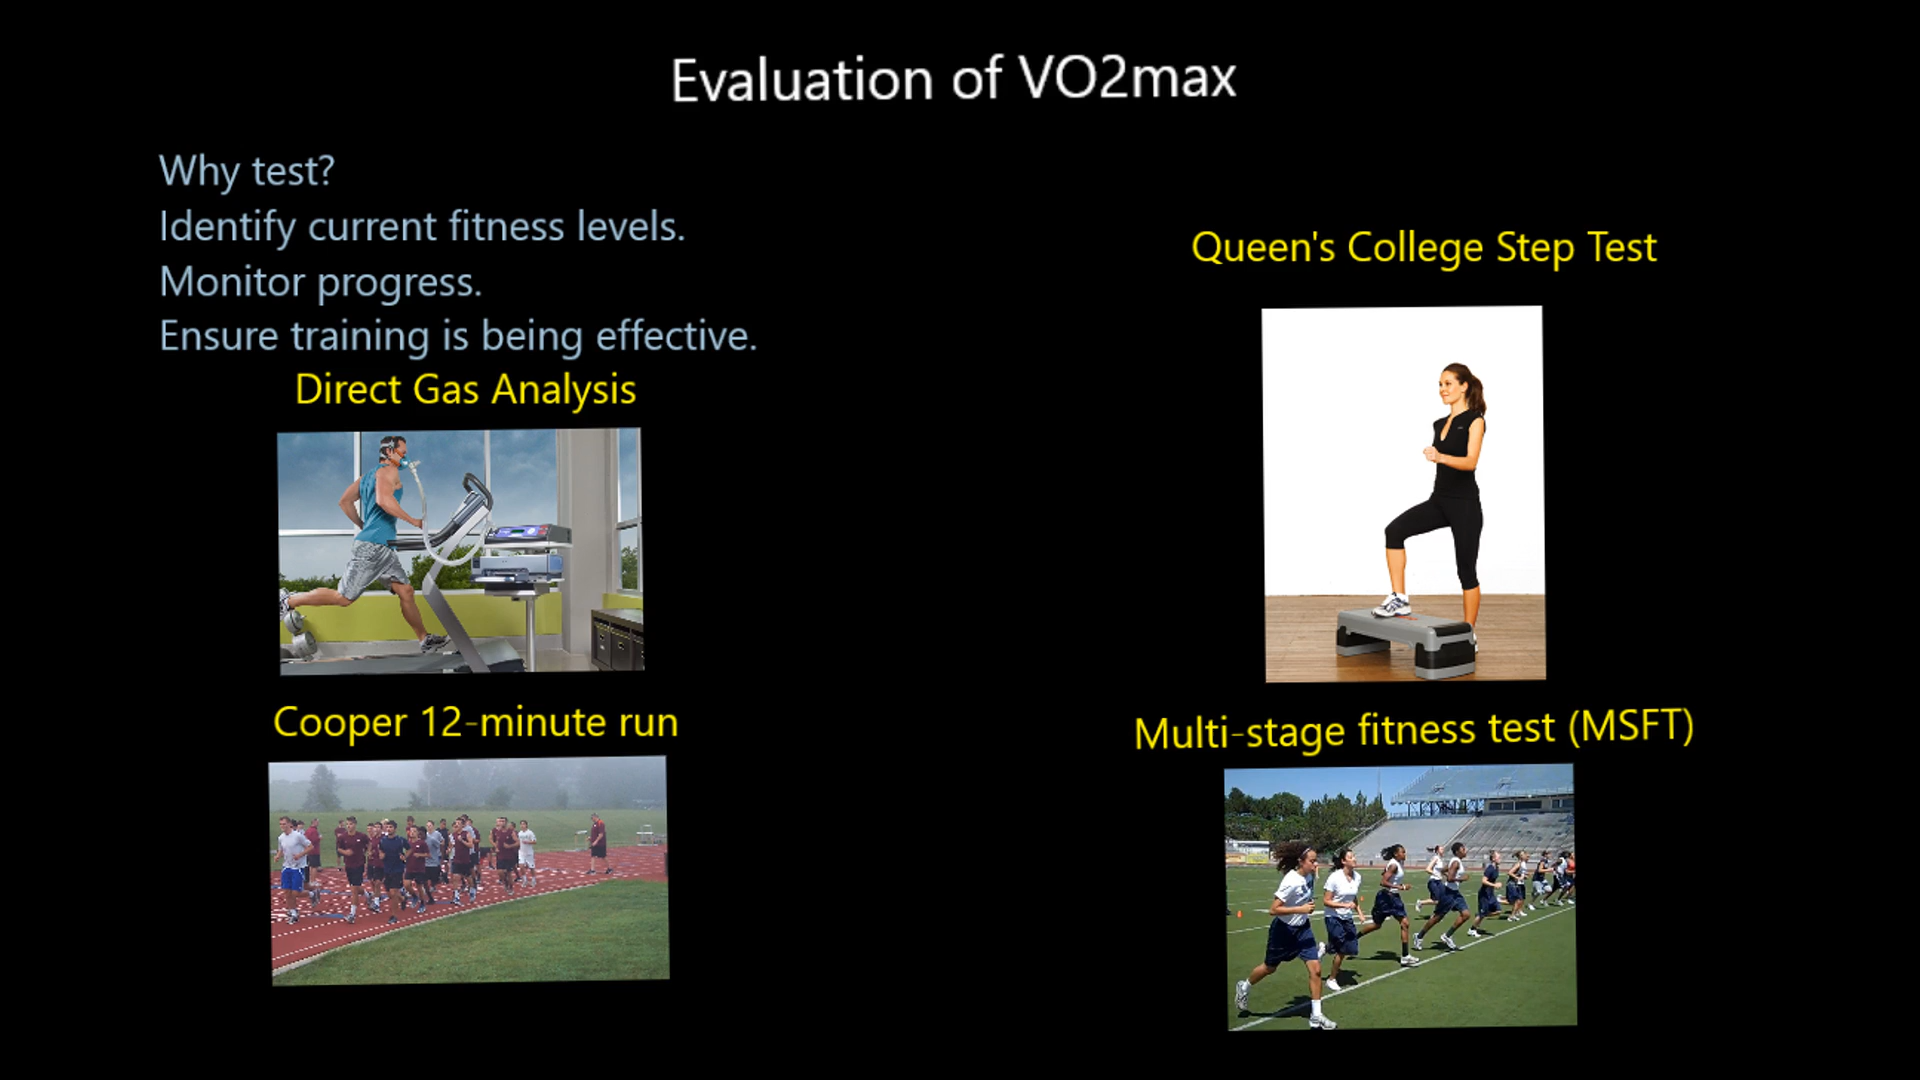 Evaluation of VO2max
Why test?
Identify current fitness levels.
Monitor progress.
Ensure training is being effective.
Direct Gas Analysis
Queen's College Step Test
Cooper 12-minute run
Multi-stage fitness test (MSFT)